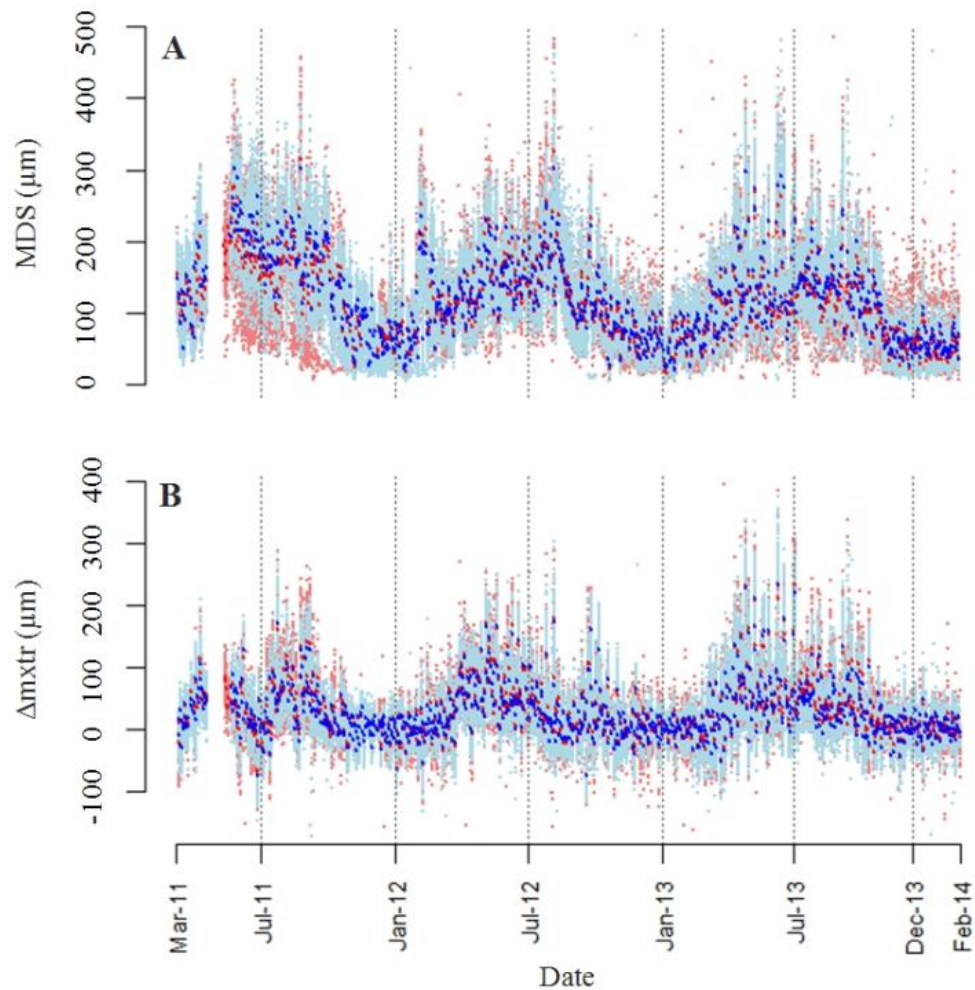 A
MDS (μm)
500
400
300
200
100
0
B
Δmxtr (μm)
400
300
200
100
0
-100
Mar-11
Jul-11
Jan-12
Jul-12
Jan-13
Jul-13
Dec-13
Feb-14
Date